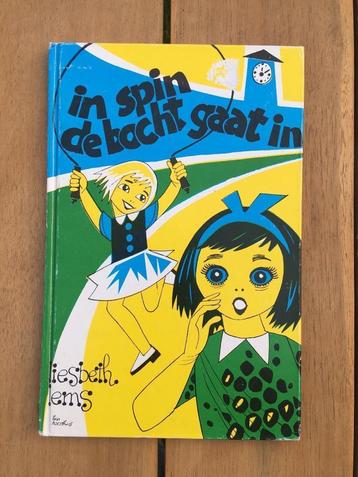 in spin
de bocht gaat in
liesbeth
lems